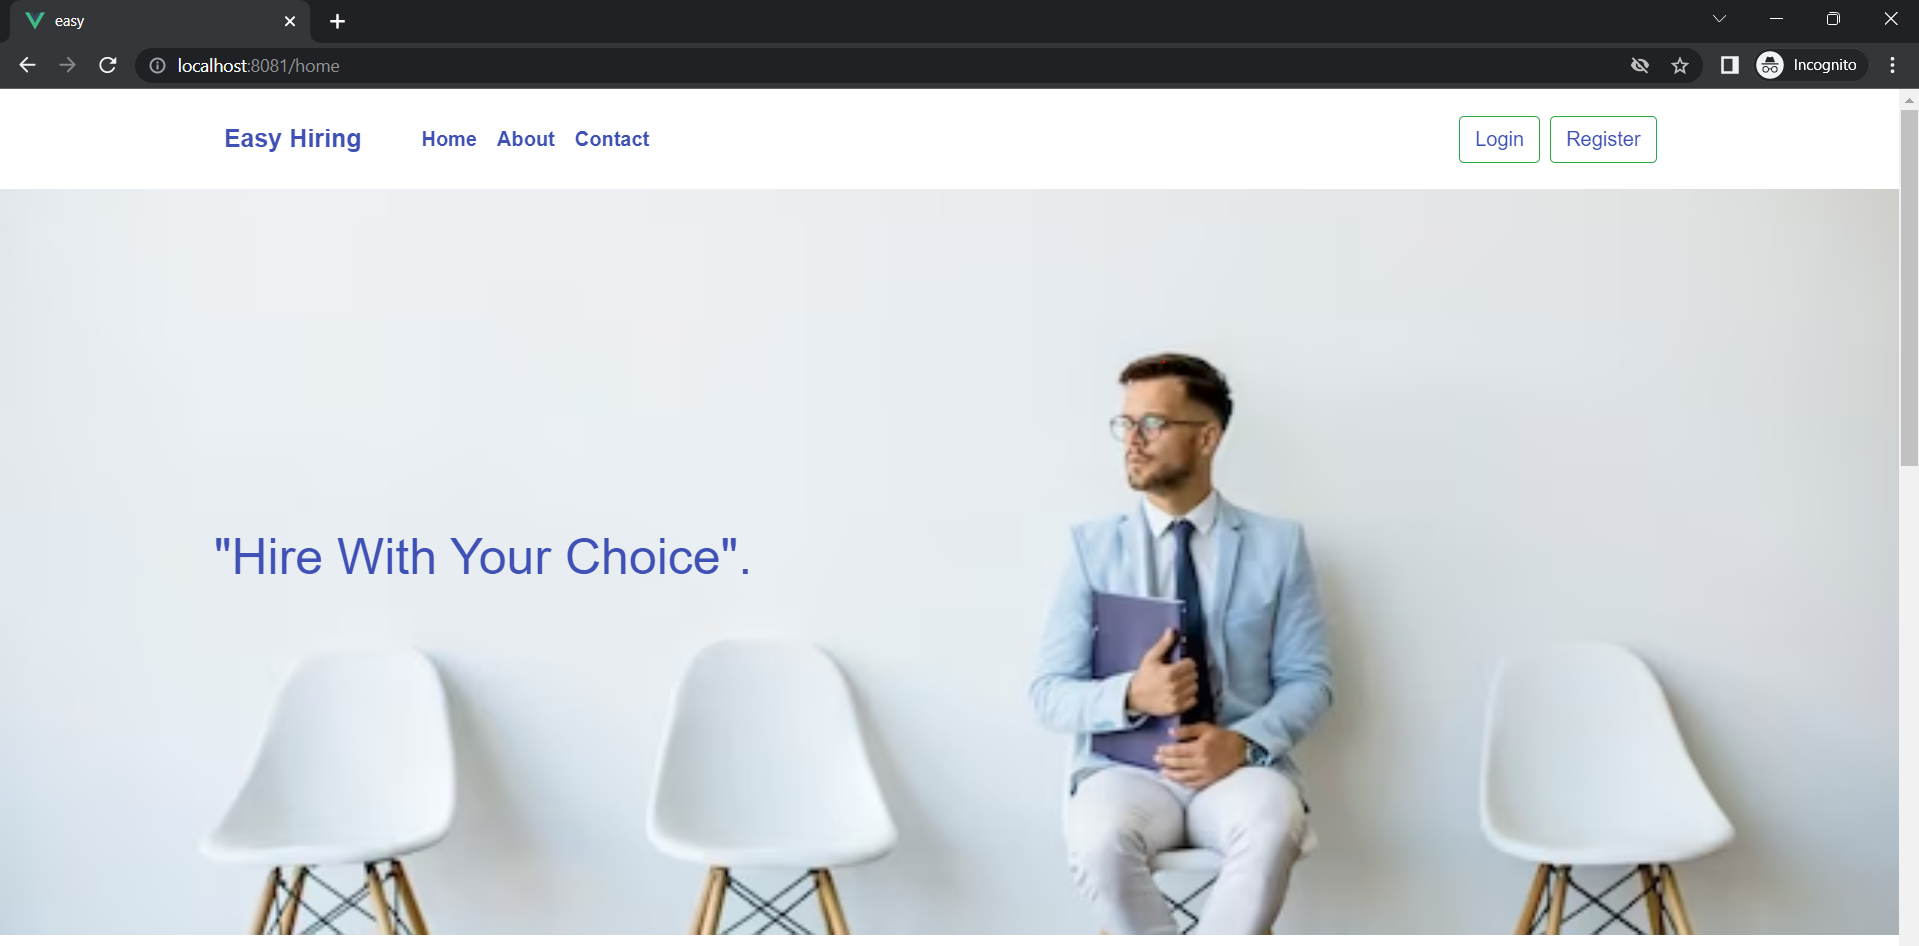 easy
localhost:8081/home
Incognito
Easy Hiring Home About Contact Login Register
"Hire With Your Choice".